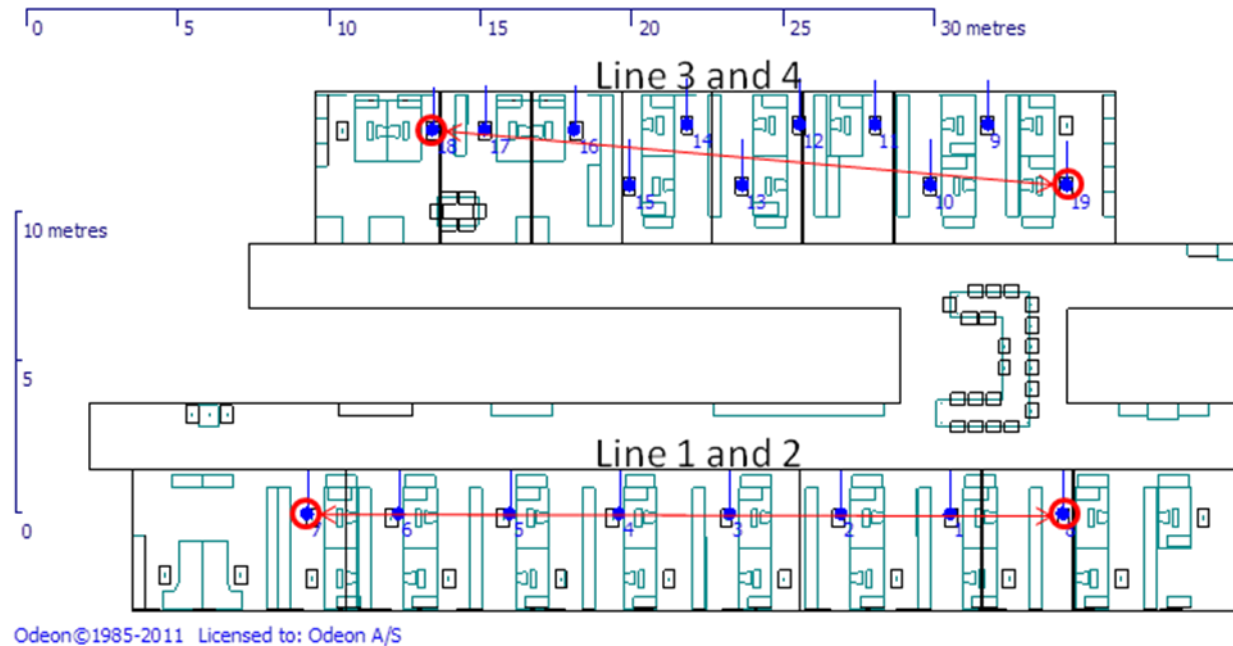 0 5 10 15 20 25 30 metres
Line 3 and 4
14 12 11 9
18 17 16
15 13 10 19
10 metres
5
Line 1 and 2
0
7 6 5 4 3 2 1 8
Odeon©1985-2011 Licensed to: Odeon A/S